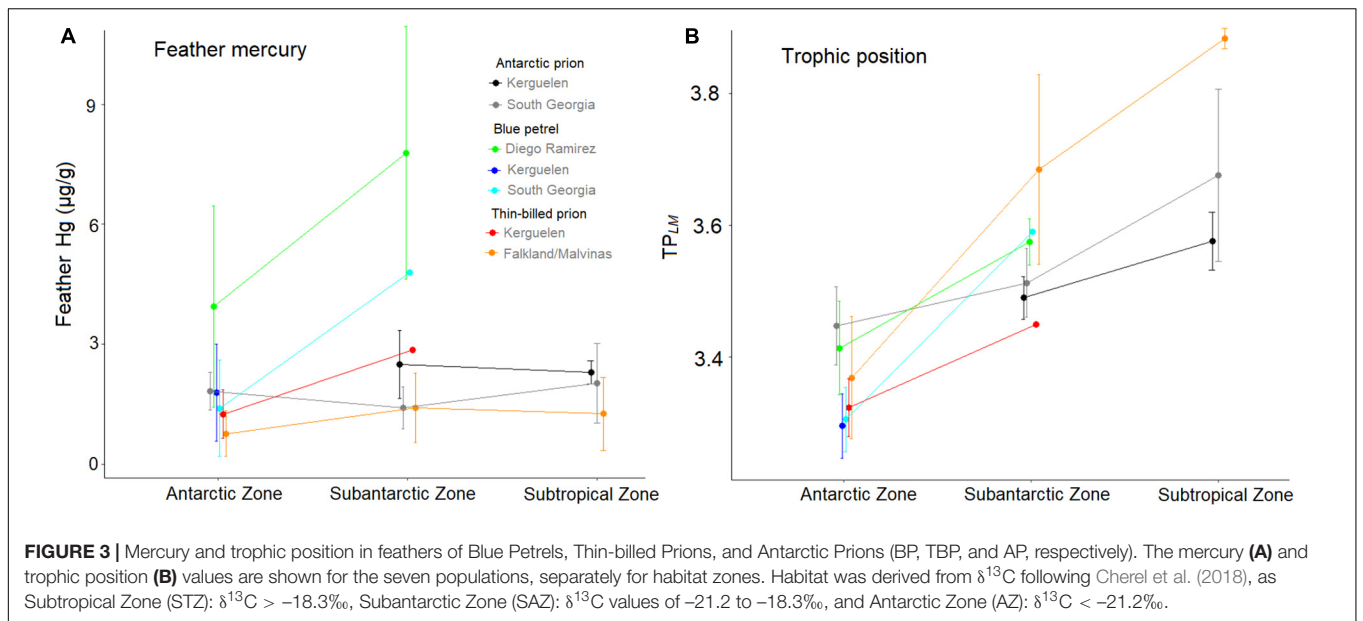 A
Feather mercury
Feather Hg (µg/g)
9
6
3
0
Antarctic prion
Kerguelen
South Georgia
Blue petrel
Diego Ramirez
Kerguelen
South Georgia
Thin-billed prion
Kerguelen
Falkland/Malvinas
Antarctic Zone
Subantarctic Zone
Subtropical Zone
B
Trophic position
TPLM
3.8
3.6
3.4
Antarctic Zone
Subantarctic Zone
Subtropical Zone
FIGURE 3 | Mercury and trophic position in feathers of Blue Petrels, Thin-billed Prions, and Antarctic Prions (BP, TBP, and AP, respectively). The mercury (A) and
trophic position (B) values are shown for the seven populations, separately for habitat zones. Habitat was derived from δ13C following Cherel et al. (2018), as
Subtropical Zone (STZ): δ13C > –18.3‰, Subantarctic Zone (SAZ): δ13C values of –21.2 to –18.3‰, and Antarctic Zone (AZ): δ13C < –21.2‰.